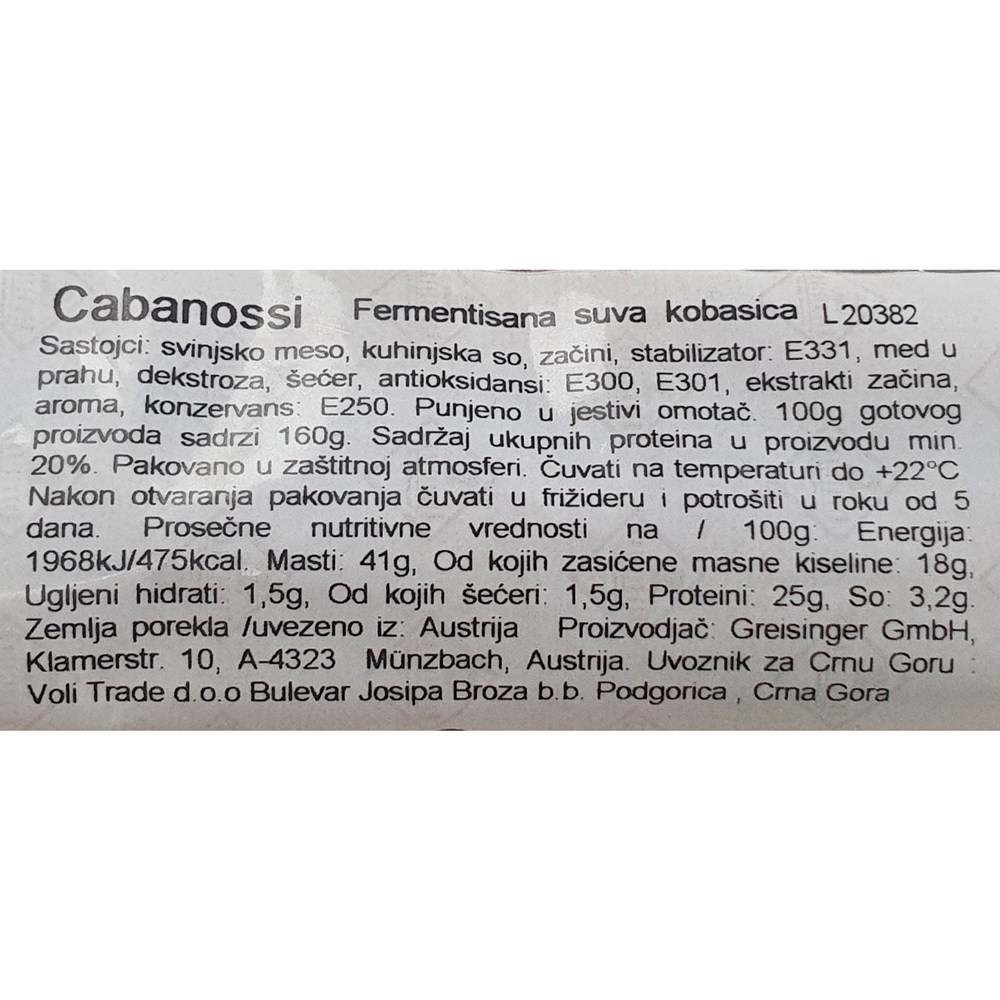 Cabanossi Fermentisana suva kobasica L20382
Sastojci: svinjsko meso, kuhinjska so, začini, stabilizator: E331, med u
prahu, dekstroza, šećer, antioksidansi: E300, E301, ekstrakti začina,
aroma, konzervans: E250. Punjeno u jestivi omotač. 100g gotovog
proizvoda sadrzi 160g. Sadržaj ukupnih proteina u proizvodu min.
20%. Pakovano u zaštitnoj atmosferi. Čuvati na temperaturi do +22°C
Nakon otvaranja pakovanja čuvati u frižideru i potrošiti u roku od 5
dana. Prosečne nutritivne vrednosti na / 100g: Energija:
1968kJ/475kcal. Masti: 41g, Od kojih zasićene masne kiseline: 18g,
Ugljeni hidrati: 1,5g, Od kojih šećeri: 1,5g, Proteini: 25g, So: 3,2g.
Zemlja porekla /uvezeno iz: Austrija Proizvodjač: Greisinger GmbH,
Klamerstr. 10, A-4323 Münzbach, Austrija. Uvoznik za Crnu Goru :
Voli Trade d.o.o Bulevar Josipa Broza b.b. Podgorica , Crna Gora